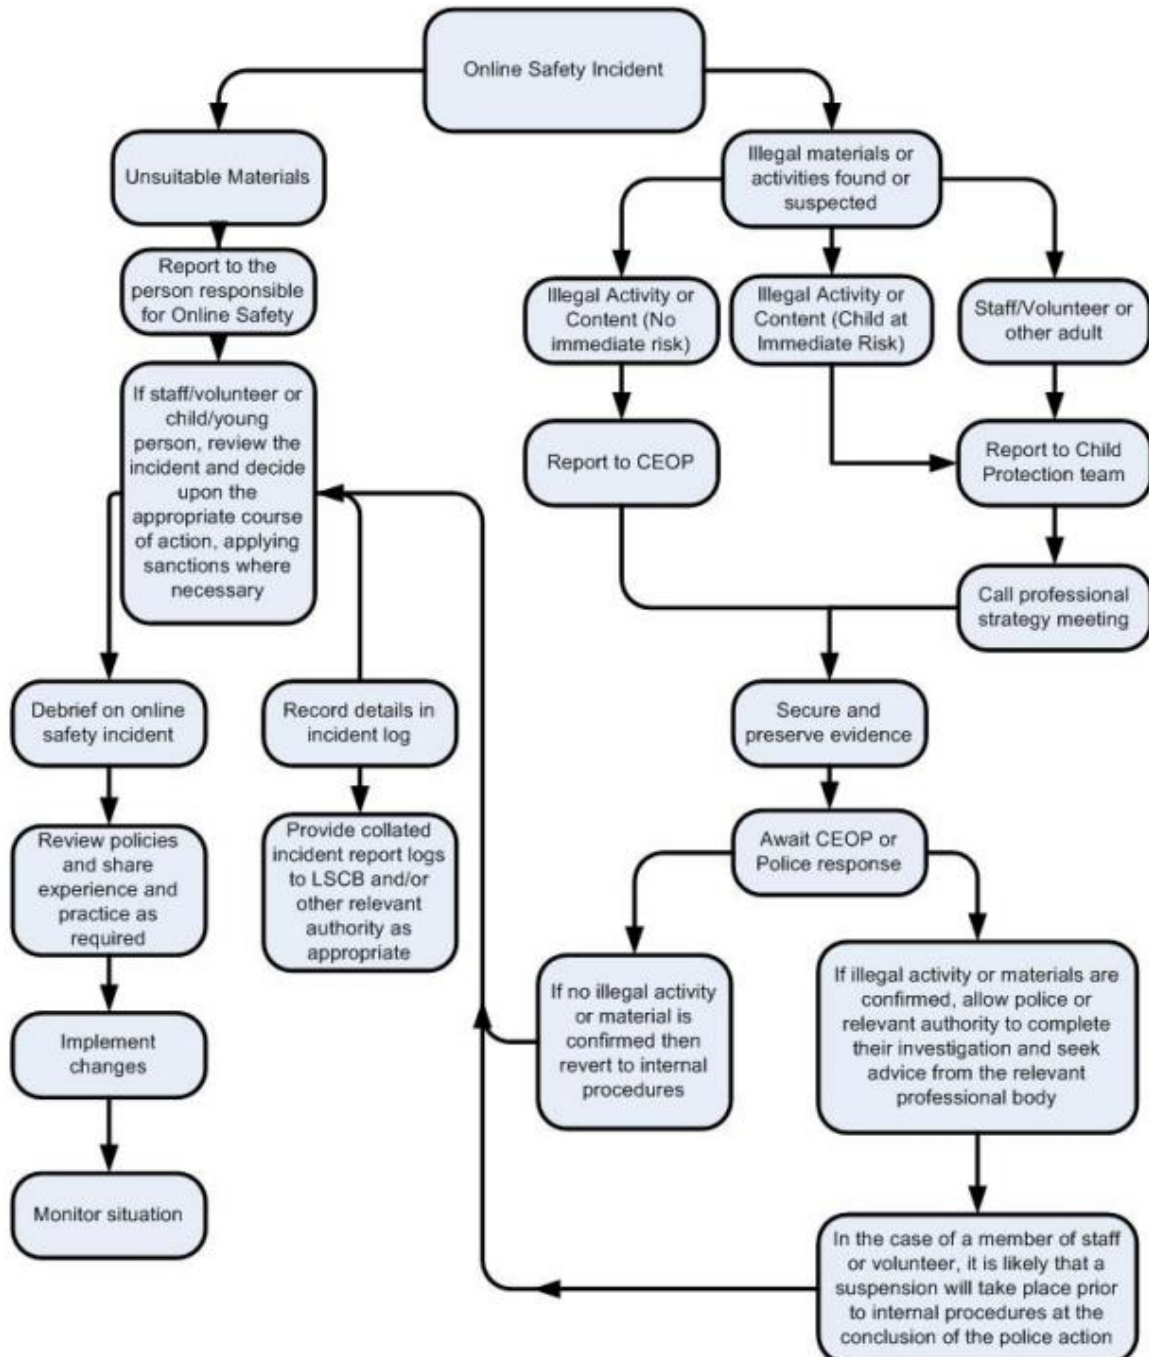 Online Safety Incident
Unsuitable Materials
Report to the
person responsible
for Online Safety
If staff/volunteer or
child/young
person, review the
incident and decide
upon the
appropriate course
of action, applying
sanctions where
necessary
Debrief on online
safety incident
Review policies
and share
experience and
practice as
required
Implement
changes
Monitor situation
Record details in
incident log
Provide collated
incident report logs
to LSCB and/or
other relevant
authority as
appropriate
Illegal materials or
activities found or
suspected
Illegal Activity or
Content (No
immediate risk)
Illegal Activity or
Content (Child at
Immediate Risk)
Staff/Volunteer or
other adult
Report to CEOP
Report to Child
Protection team
Call professional
strategy meeting
Secure and
preserve evidence
Await CEOP or
Police response
If no illegal activity
or material is
confirmed then
revert to internal
procedures
If illegal activity or materials are
confirmed, allow police or
relevant authority to complete
their investigation and seek
advice from the relevant
professional body
In the case of a member of staff
or volunteer, it is likely that a
suspension will take place prior
to internal procedures at the
conclusion of the police action